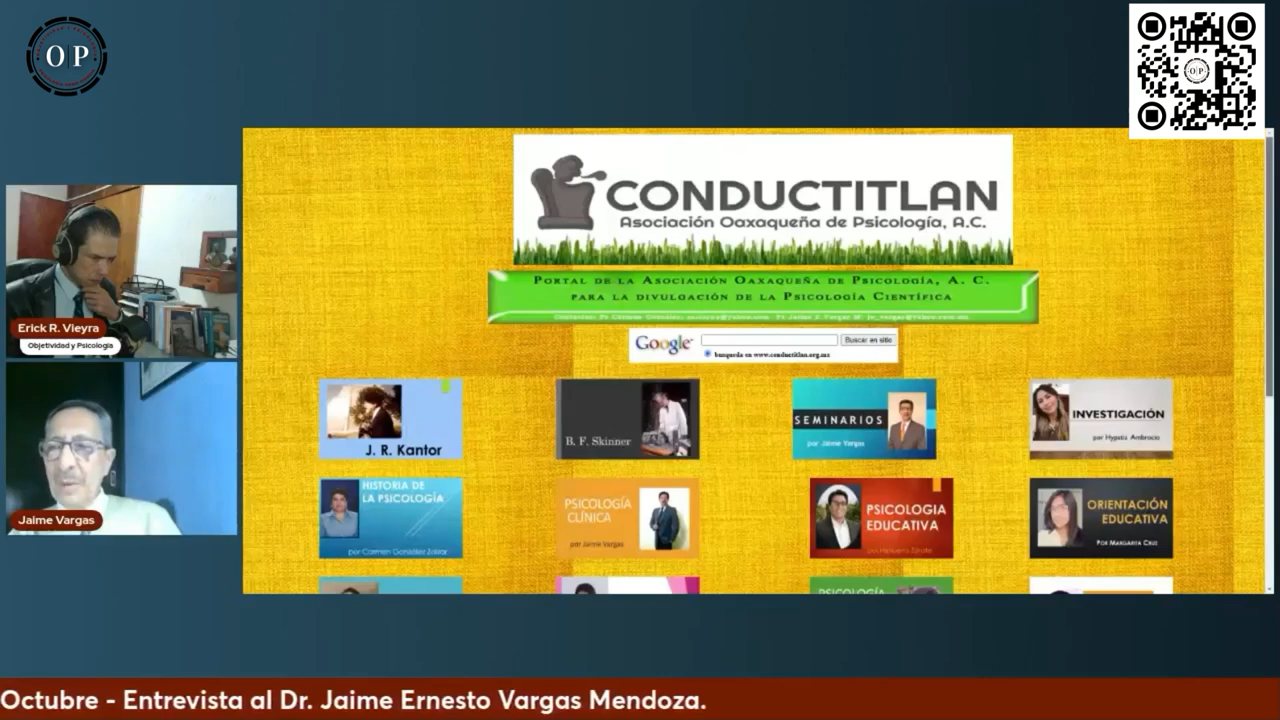 O|P
CONDUCTITLAN
Asociación Oaxaqueña de Psicología, A.C.
PORTAL DE LA ASOCIACIÓN OAXAQUEÑA DE PSICOLOGÍA, A. C.
PARA LA DIVULGACIÓN DE LA PSICOLOGÍA CIENTÍFICA
Google
Buscar en sitio
busqueda en www.conductitlan.org.mx
Erick R. Vieyra
Objetividad y Psicología
Jaime Vargas
J. R. Kantor
B. F. Skinner
SEMINARIOS
por Jaime Vargas
INVESTIGACIÓN
por Hypatia Ambrocio
HISTORIA DE
LA PSICOLOGÍA
por Carmen González Zoldar
PSICOLOGÍA
CLÍNICA
por Jaime Vargas
PSICOLOGIA
EDUCATIVA
ORIENTACIÓN
EDUCATIVA
POR MARGARITA CRUZ
PSICOLOGÍA
Octubre - Entrevista al Dr. Jaime Ernesto Vargas Mendoza.